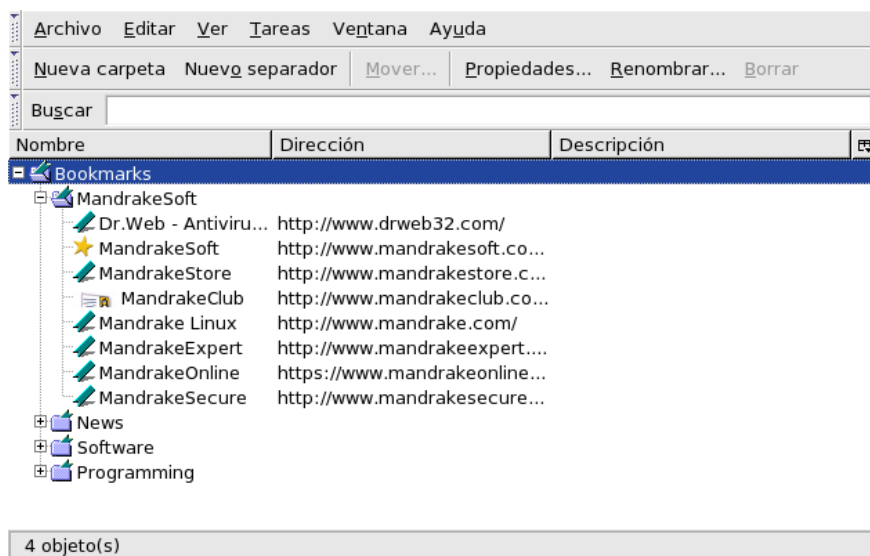 Archivo Editar Ver Tareas Ventana Ayuda
Nueva carpeta Nuevo separador Mover... Propiedades... Renombrar... Borrar
Buscar
Nombre Dirección Descripción
Bookmarks
MandrakeSoft
Dr.Web - Antiviru... http://www.drweb32.com/
MandrakeSoft http://www.mandrakesoft.co...
MandrakeStore http://www.mandrakestore.c...
MandrakeClub http://www.mandrakeclub.co...
Mandrake Linux http://www.mandrake.com/
MandrakeExpert http://www.mandrakeexpert....
MandrakeOnline https://www.mandrakeonline...
MandrakeSecure http://www.mandrakesecure...
News
Software
Programming
4 objeto(s)